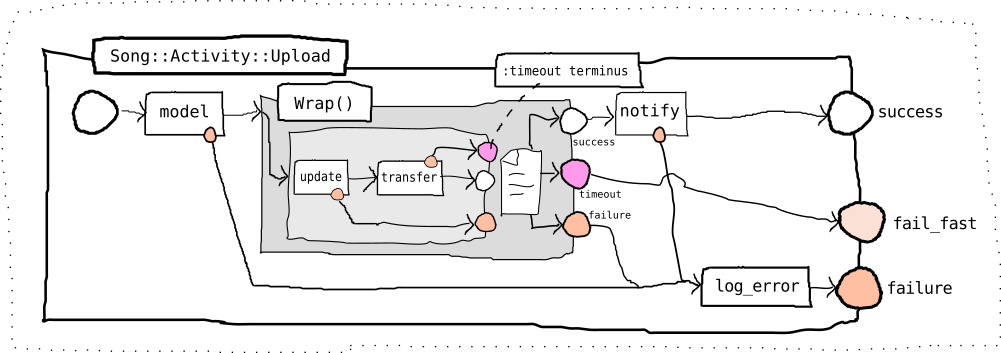 Song::Activity::Upload
:timeout terminus
Wrap()
model
notify
success
success
update
transfer
timeout
failure
fail_fast
log_error
failure